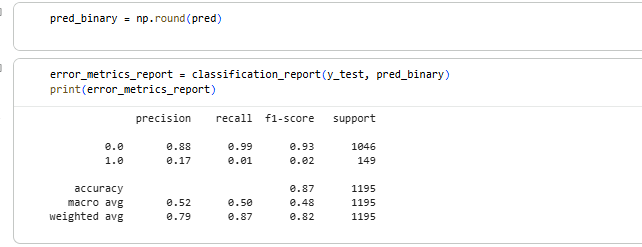 pred_binary = np.round(pred)
error_metrics_report = classification_report(y_test, pred_binary)
print(error_metrics_report)
precision recall f1-score support
0.0 0.88 0.99 0.93 1046
1.0 0.17 0.01 0.02 149
accuracy 0.87 1195
macro avg 0.52 0.50 0.48 1195
weighted avg 0.79 0.87 0.82 1195